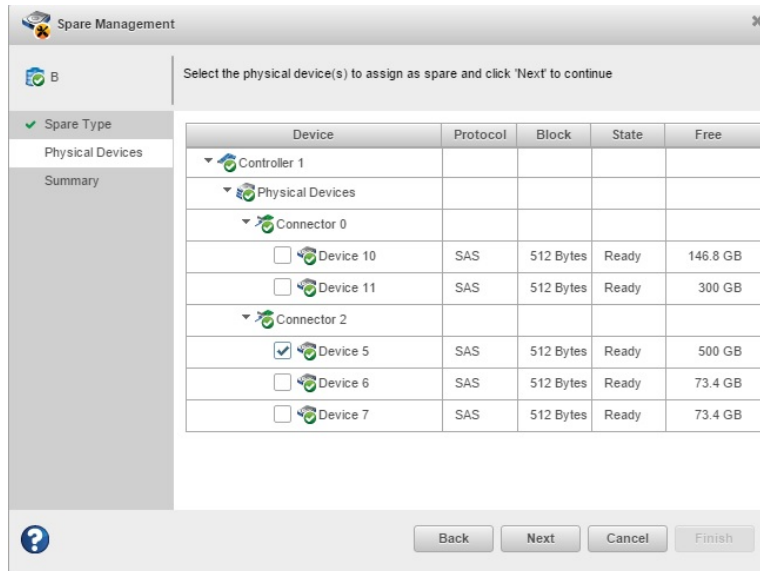 Spare Management
B
Select the physical device(s) to assign as spare and click 'Next' to continue
Spare Type
Physical Devices
Summary
Device Protocol Block State Free
Controller 1
Physical Devices
Connector 0
Device 10 SAS 512 Bytes Ready 146.8 GB
Device 11 SAS 512 Bytes Ready 300 GB
Connector 2
Device 5 SAS 512 Bytes Ready 500 GB
Device 6 SAS 512 Bytes Ready 73.4 GB
Device 7 SAS 512 Bytes Ready 73.4 GB
? Back Next Cancel Finish